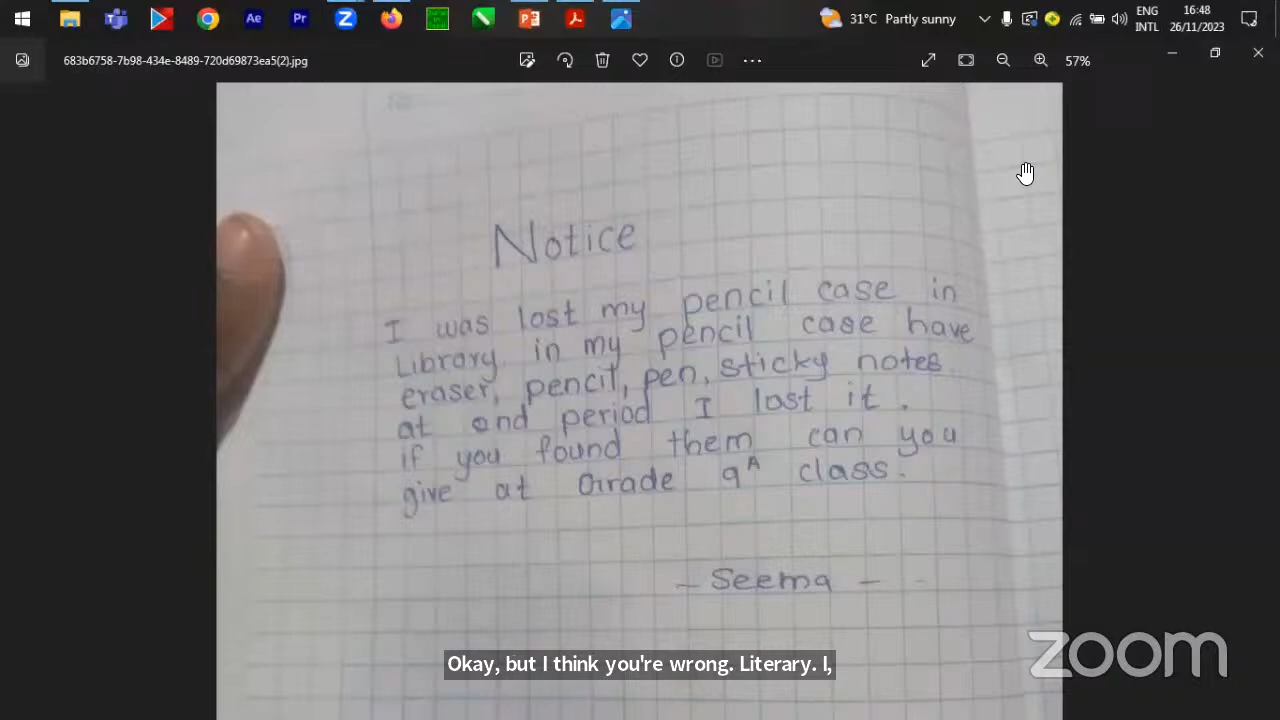 31°C Partly sunny
ENG
INTL
16:48
26/11/2023
683b6758-7b98-434e-8489-720d69873ea5(2).jpg
57%
Notice
I was lost my pencil case in
Library in my pencil case have
eraser, pencil, pen, sticky notes
at end period I lost it.
if you found them can you
give at Grade 9A class.
- Seema -
Okay, but I think you're wrong. Literary. I,
zoom